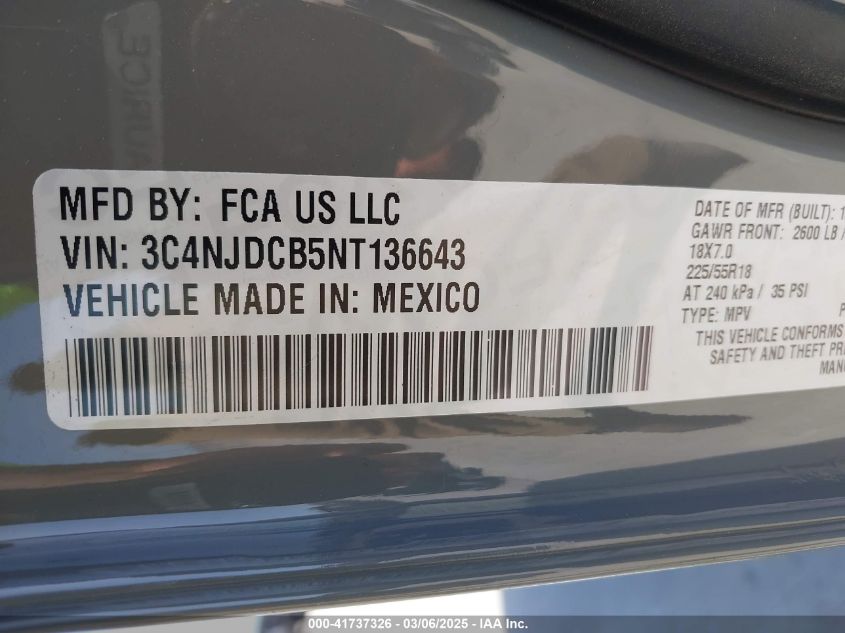 MFD BY: FCA US LLC
VIN: 3C4NJDCB5NT136643
VEHICLE MADE IN: MEXICO
DATE OF MFR (BUILT): 1
GAWR FRONT: 2600 LB /
18X7.0
225/55R18
AT 240 kPa / 35 PSI
TYPE: MPV
THIS VEHICLE CONFORMS
SAFETY AND THEFT
000-41737326 - 03/06/2025 - IAA Inc.